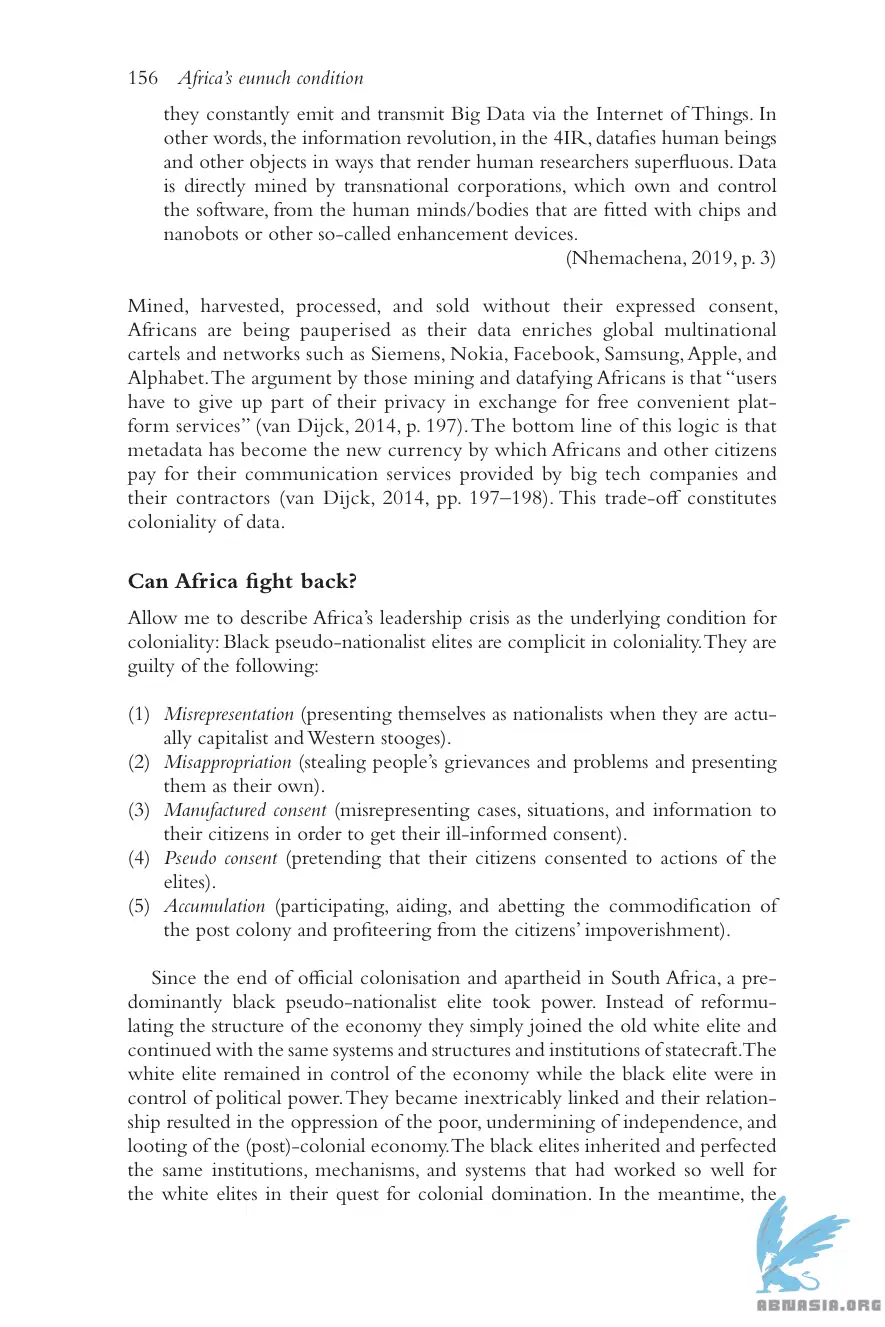 156 Africa's eunuch condition
they constantly emit and transmit Big Data via the Internet of Things. In
other words, the information revolution, in the 4IR, datafies human beings
and other objects in ways that render human researchers superfluous. Data
is directly mined by transnational corporations, which own and control
the software, from the human minds/bodies that are fitted with chips and
nanobots or other so-called enhancement devices.
(Nhemachena, 2019, p. 3)
Mined, harvested, processed, and sold without their expressed consent,
Africans are being pauperised as their data enriches global multinational
cartels and networks such as Siemens, Nokia, Facebook, Samsung, Apple, and
Alphabet. The argument by those mining and datafying Africans is that “users
have to give up part of their privacy in exchange for free convenient plat-
form services” (van Dijck, 2014, p. 197). The bottom line of this logic is that
metadata has become the new currency by which Africans and other citizens
pay for their communication services provided by big tech companies and
their contractors (van Dijck, 2014, pp. 197–198). This trade-off constitutes
coloniality of data.
Can Africa fight back?
Allow me to describe Africa's leadership crisis as the underlying condition for
coloniality: Black pseudo-nationalist elites are complicit in coloniality. They are
guilty of the following:
(1) Misrepresentation (presenting themselves as nationalists when they are actu-
ally capitalist and Western stooges).
(2) Misappropriation (stealing people's grievances and problems and presenting
them as their own).
(3) Manufactured consent (misrepresenting cases, situations, and information to
their citizens in order to get their ill-informed consent).
(4) Pseudo consent (pretending that their citizens consented to actions of the
elites).
(5) Accumulation (participating, aiding, and abetting the commodification of
the post colony and profiteering from the citizens' impoverishment).
Since the end of official colonisation and apartheid in South Africa, a pre-
dominantly black pseudo-nationalist elite took power. Instead of reformu-
lating the structure of the economy they simply joined the old white elite and
continued with the same systems and structures and institutions of statecraft. The
white elite remained in control of the economy while the black elite were in
control of political power. They became inextricably linked and their relation-
ship resulted in the oppression of the poor, undermining of independence, and
looting of the (post)-colonial economy. The black elites inherited and perfected
the same institutions, mechanisms, and systems that had worked so well for
the white elites in their quest for colonial domination. In the meantime, the
ABNASIA.ORG